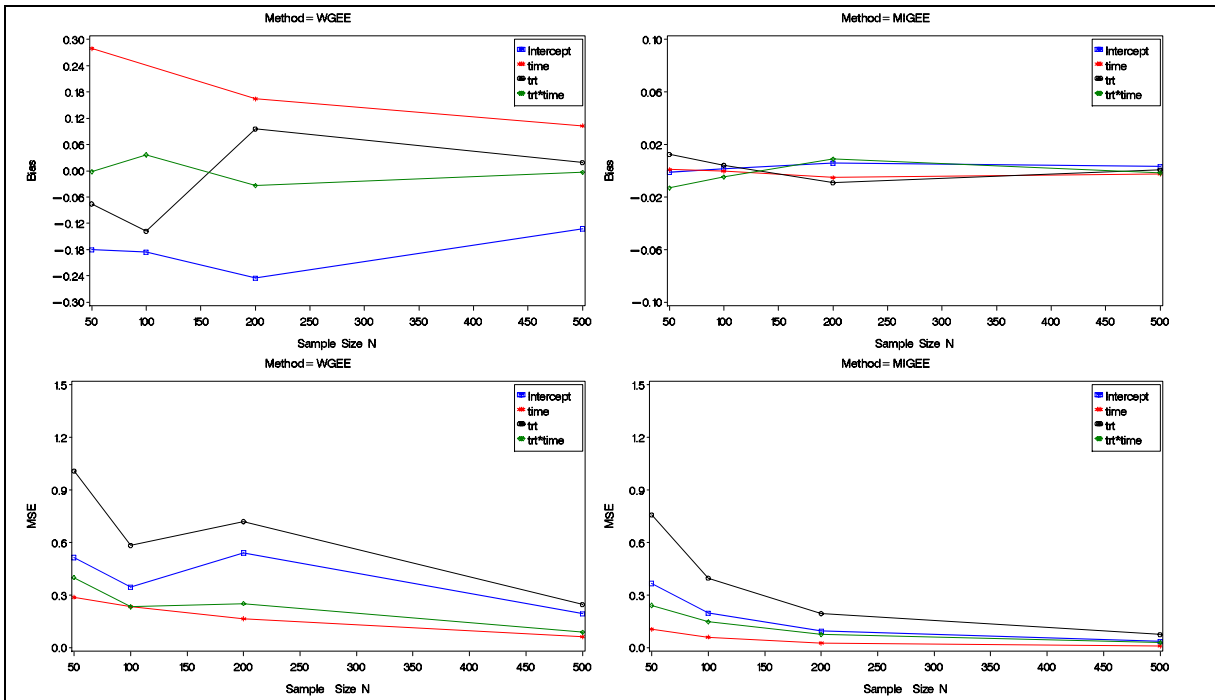 Method= WGEE
0.30
0.24
0.18
0.12
0.06
0.00
−0.06
−0.12
−0.18
−0.24
−0.30
Bias
50 100 150 200 250 300 350 400 450 500
Sample Size N
Intercept
time
trt
trt*time
Method= MIGEE
0.10
0.06
0.02
−0.02
−0.06
−0.10
Bias
50 100 150 200 250 300 350 400 450 500
Sample Size N
Intercept
time
trt
trt*time
Method= WGEE
1.5
1.2
0.9
0.6
0.3
0.0
MSE
50 100 150 200 250 300 350 400 450 500
Sample Size N
Intercept
time
trt
trt*time
Method= MIGEE
1.5
1.2
0.9
0.6
0.3
0.0
MSE
50 100 150 200 250 300 350 400 450 500
Sample Size N
Intercept
time
trt
trt*time